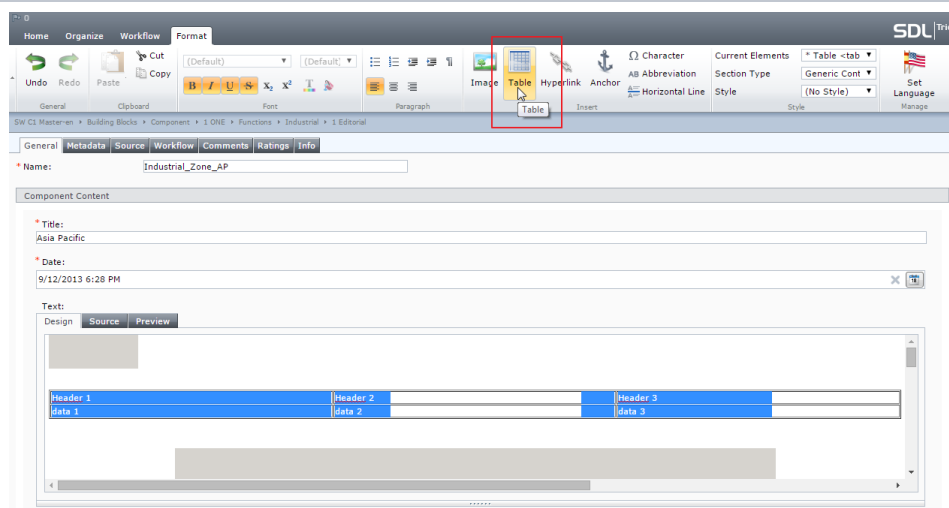 Home Organize Workflow Format
SDL Tri
Cut (Default) (Default) Ω Character Current Elements * Table <tab
Undo Redo Paste Copy Image Table Hyperlink Anchor AB Abbreviation Section Type Generic Cont Set
B I U S X₂ X² Horizontal Line Style (No Style) Language
General Clipboard Font Paragraph Insert Style Manage
Table
SW C1 Master-en Building Blocks Component 1 ONE Functions Industrial 1 Editorial
General Metadata Source Workflow Comments Ratings Info
* Name: Industrial_Zone_AP
Component Content
* Title:
Asia Pacific
* Date:
9/12/2013 6:28 PM
Text:
Design Source Preview
Header 1 Header 2 Header 3
data 1 data 2 data 3